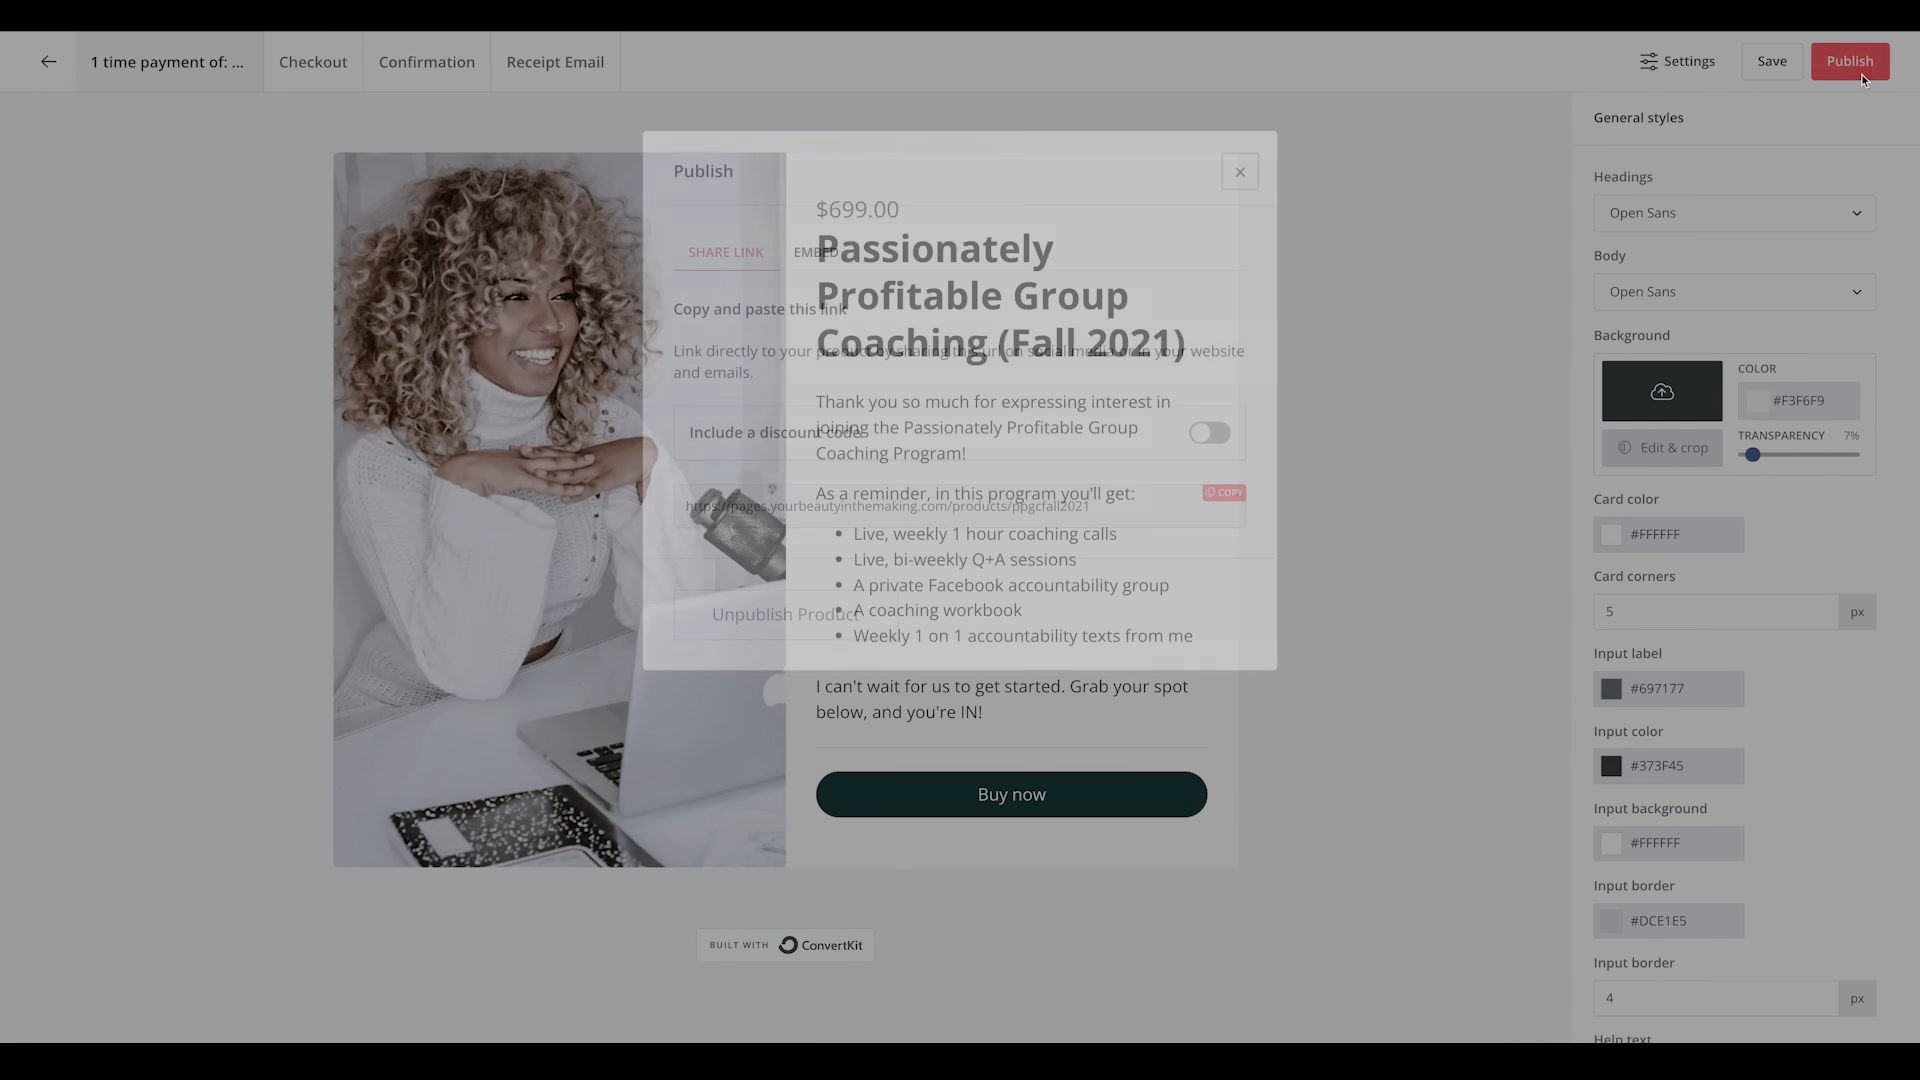 1 time payment of: ...
Checkout
Confirmation
Receipt Email
Settings
Save
Publish
Publish
SHARE LINK
EMBED
Copy and paste this link
Link directly to your product by sharing this url on social media or in your website
and emails.
Include a discount code
COPY
https://pages.yourbeautyinthemaking.com/products/ppgcfall2021
Unpublish Product
$699.00
Passionately
Profitable Group
Coaching (Fall 2021)
Thank you so much for expressing interest in
joining the Passionately Profitable Group
Coaching Program!
As a reminder, in this program you'll get:
• Live, weekly 1 hour coaching calls
• Live, bi-weekly Q+A sessions
• A private Facebook accountability group
• A coaching workbook
• Weekly 1 on 1 accountability texts from me
I can't wait for us to get started. Grab your spot
below, and you're IN!
Buy now
BUILT WITH ConvertKit
General styles
Headings
Open Sans
Body
Open Sans
Background
COLOR
#F3F6F9
Edit & crop
TRANSPARENCY 7%
Card color
#FFFFFF
Card corners
5 px
Input label
#697177
Input color
#373F45
Input background
#FFFFFF
Input border
#DCE1E5
Input border
4 px
Help text